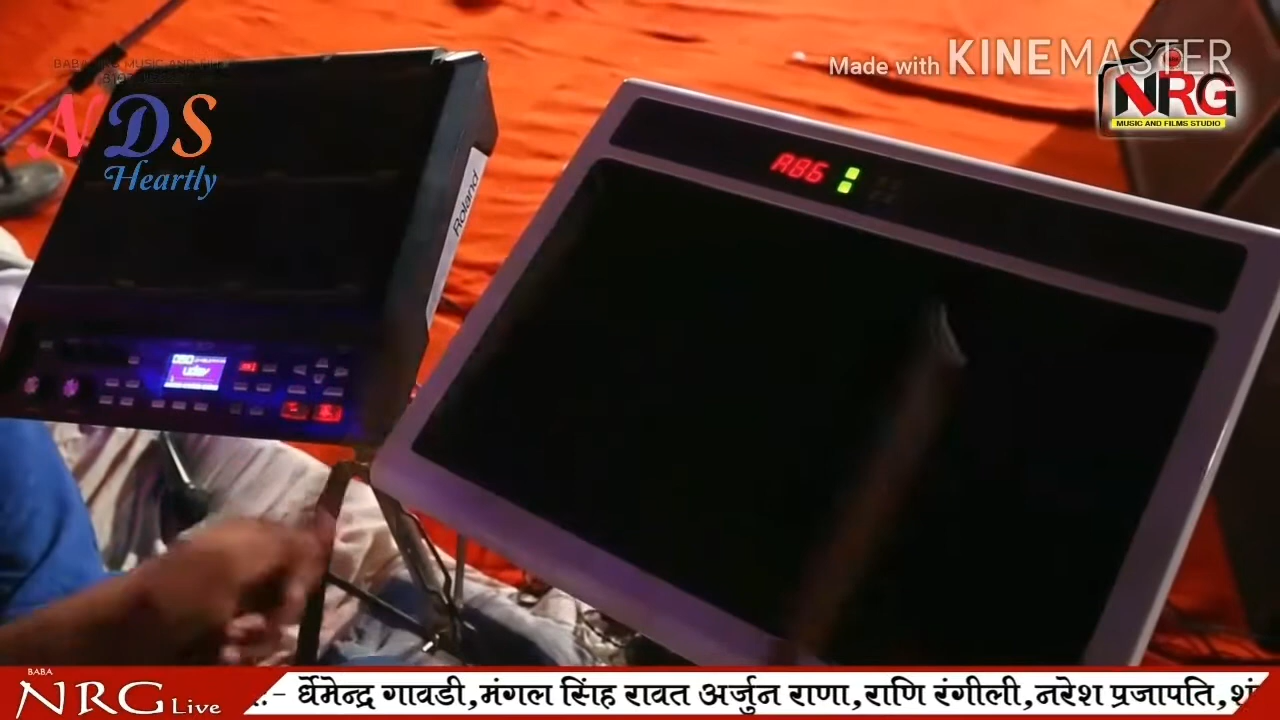 Made with KINEMASTER
NRG
MUSIC AND FILMS STUDIO
NDS
Heartly
Roland
A86
uday
BABA
NRG Live
:- र्धेमेन्द्र गावडी,मंगल सिंह रावत अर्जुन राणा,राणि रंगीली,नरेश प्रजापति,